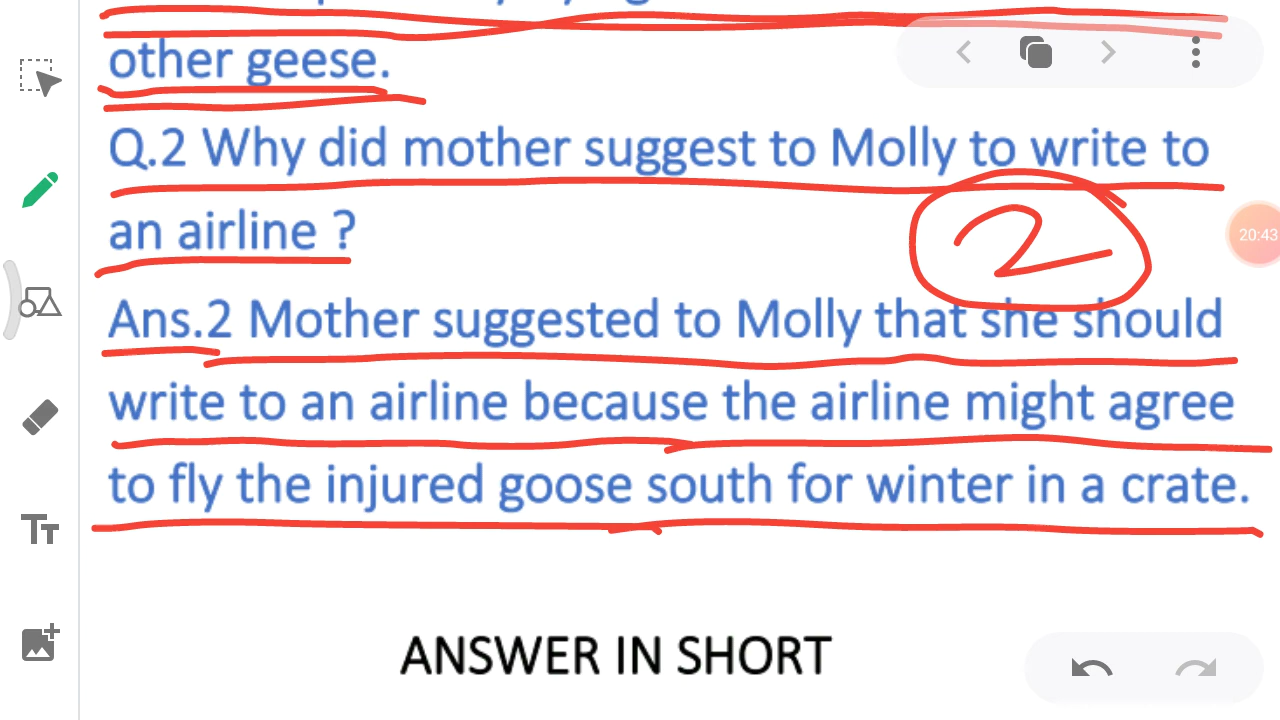 other geese.
Q.2 Why did mother suggest to Molly to write to
an airline ?
2
20:43
Ans.2 Mother suggested to Molly that she should
write to an airline because the airline might agree
to fly the injured goose south for winter in a crate.
Tт
ANSWER IN SHORT